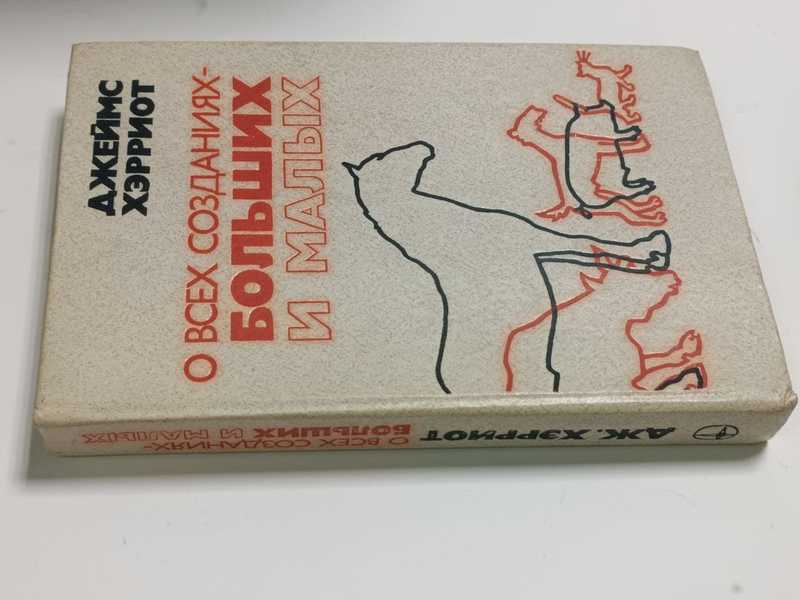 ДЖЕЙМС
ХЭРРИОТ
О ВСЕХ СОЗДАНИЯХ-
БОЛЬШИХ
И МАЛЫХ
ДЖ. ХЭРРИОТ
О ВСЕХ СОЗДАНИЯХ-
БОЛЬШИХ И МАЛЫХ